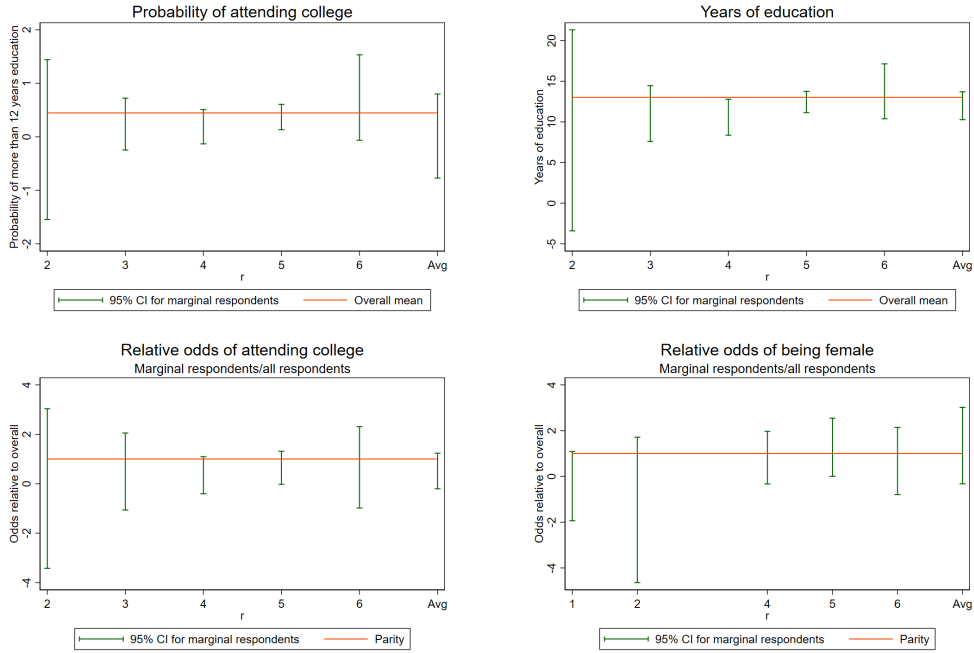 Probability of attending college
Probability of more than 12 years education
2
1
0
-1
-2
2 3 4 5 6 Avg
r
95% CI for marginal respondents Overall mean
Years of education
Years of education
20
15
10
5
0
-5
2 3 4 5 6 Avg
r
95% CI for marginal respondents Overall mean
Relative odds of attending college
Marginal respondents/all respondents
Odds relative to overall
4
2
0
-2
-4
2 3 4 5 6 Avg
r
95% CI for marginal respondents Parity
Relative odds of being female
Marginal respondents/all respondents
Odds relative to overall
4
2
0
-2
-4
1 2 4 5 6 Avg
r
95% CI for marginal respondents Parity